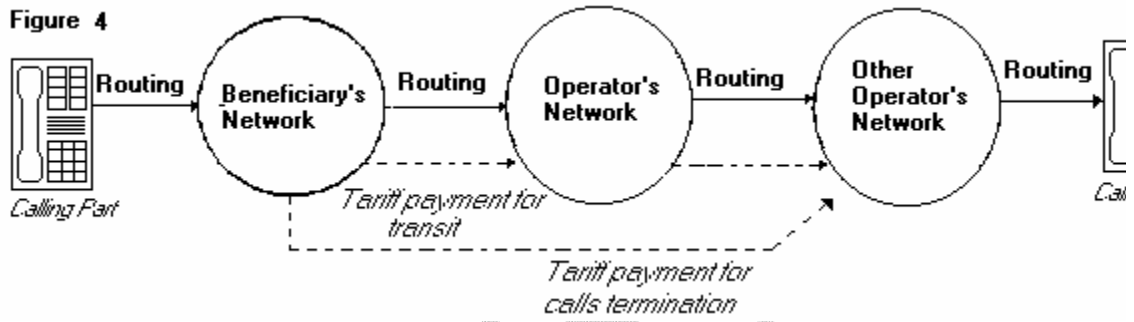 Figure 4
Routing
Beneficiary's
Network
Routing
Operator's
Network
Routing
Other
Operator's
Network
Routing
Calling Part
Tariff payment for
transit
Tariff payment for
calls termination